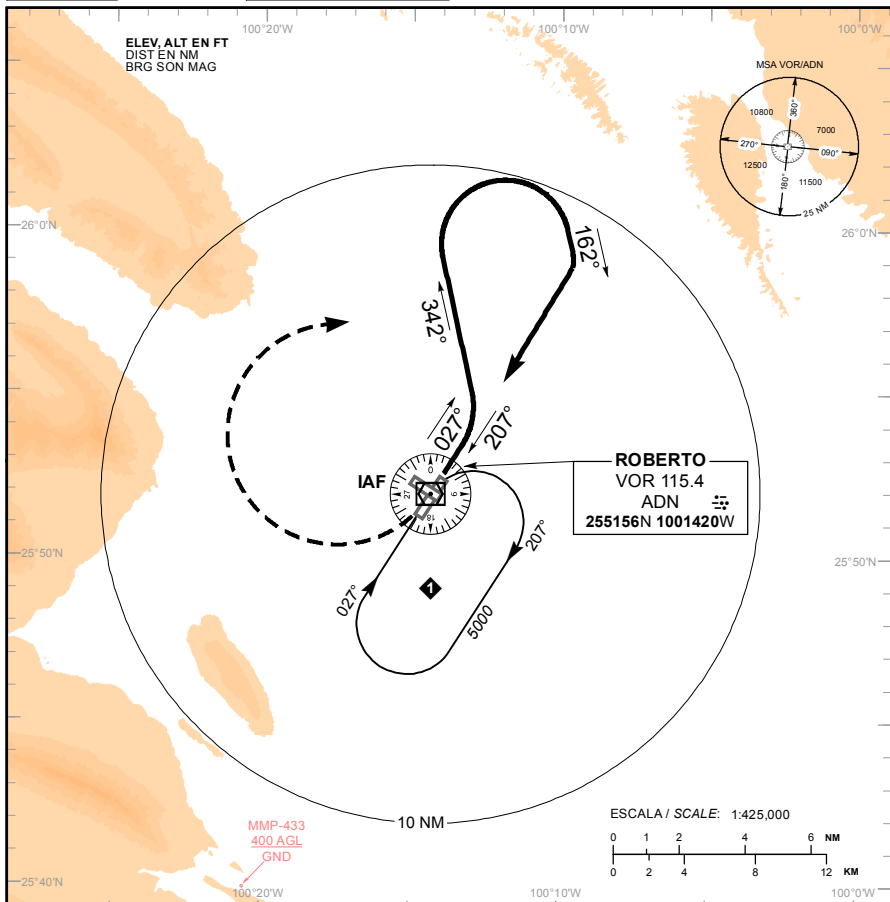 100°20'W
100°10'W
100°0'W
ELEV, ALT EN FT
DIST EN NM
BRG SON MAG
MSA VOR/ADN
10800
360°
7000
270°
090°
12500
180°
11500
25 NM
26°0'N
26°0'N
162°
342°
027°
207°
IAF
0
27
9
18
ROBERTO
VOR 115.4
ADN
255156N 1001420W
25°50'N
25°50'N
207°
027°
1
5000
10 NM
MMP-433
400 AGL
GND
ESCALA / SCALE: 1:425,000
0 1 2 4 6 NM
0 2 4 8 12 KM
25°40'N
100°20'W
100°10'W
100°0'W